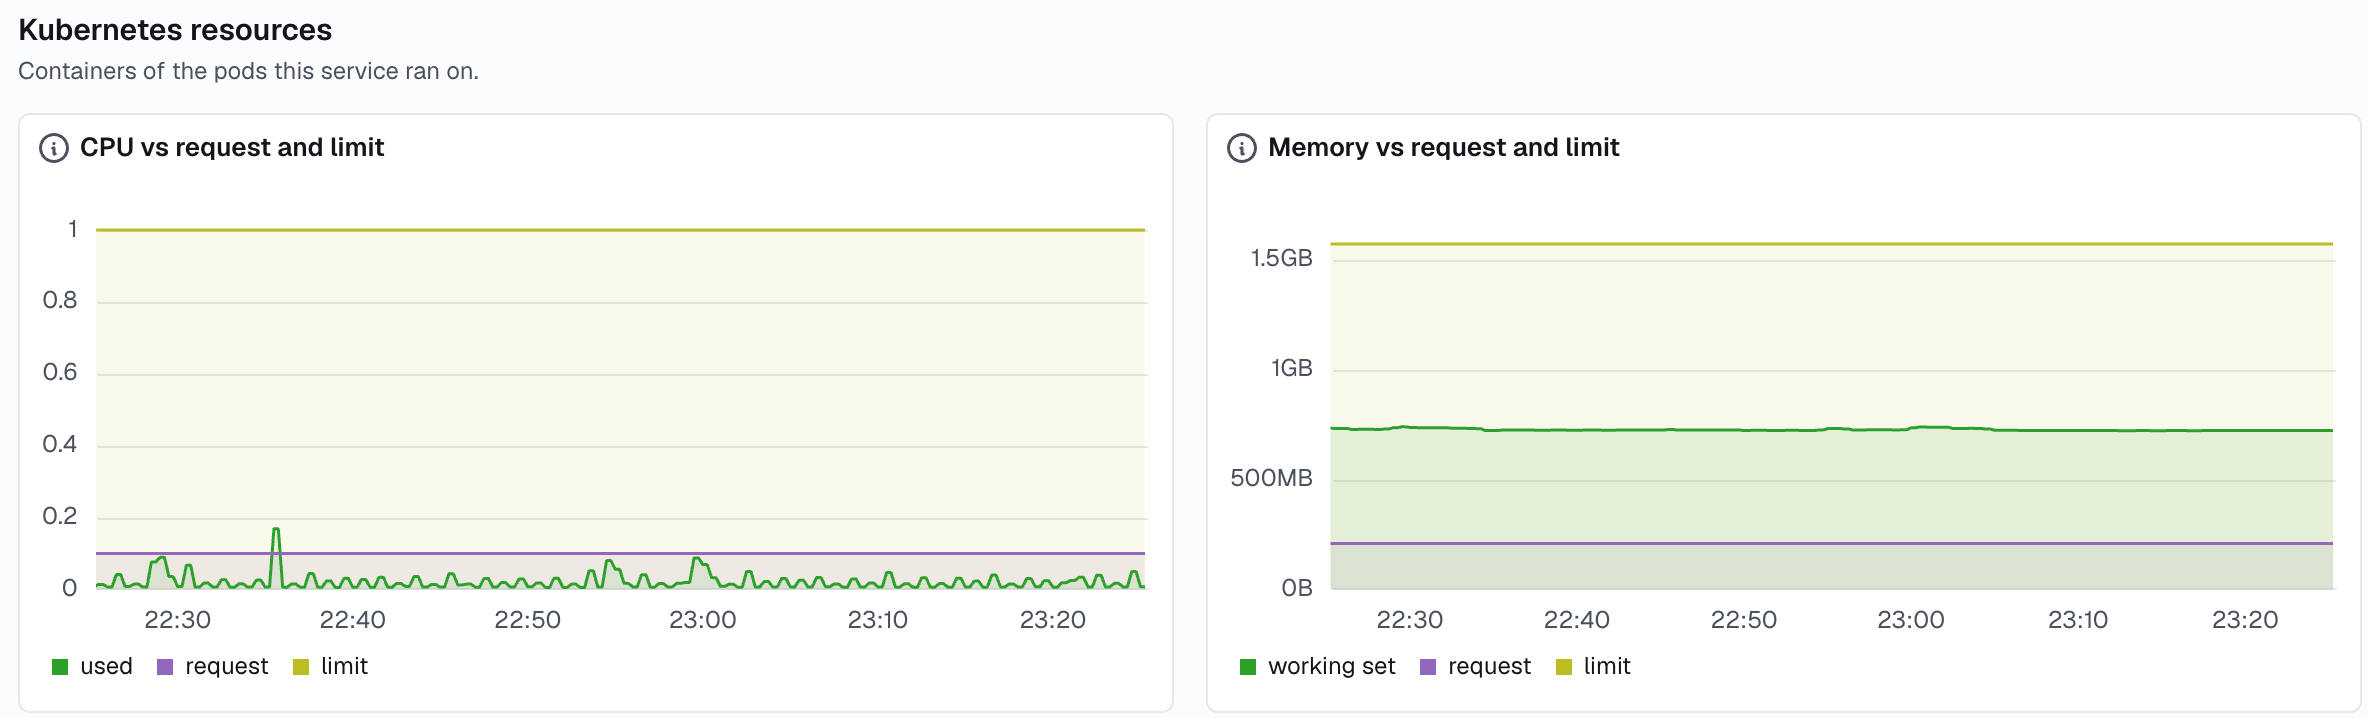 Kubernetes resources
Containers of the pods this service ran on.
CPU vs request and limit
1
0.8
0.6
0.4
0.2
0
22:30 22:40 22:50 23:00 23:10 23:20
used request limit
Memory vs request and limit
1.5GB
1GB
500MB
0B
22:30 22:40 22:50 23:00 23:10 23:20
working set request limit